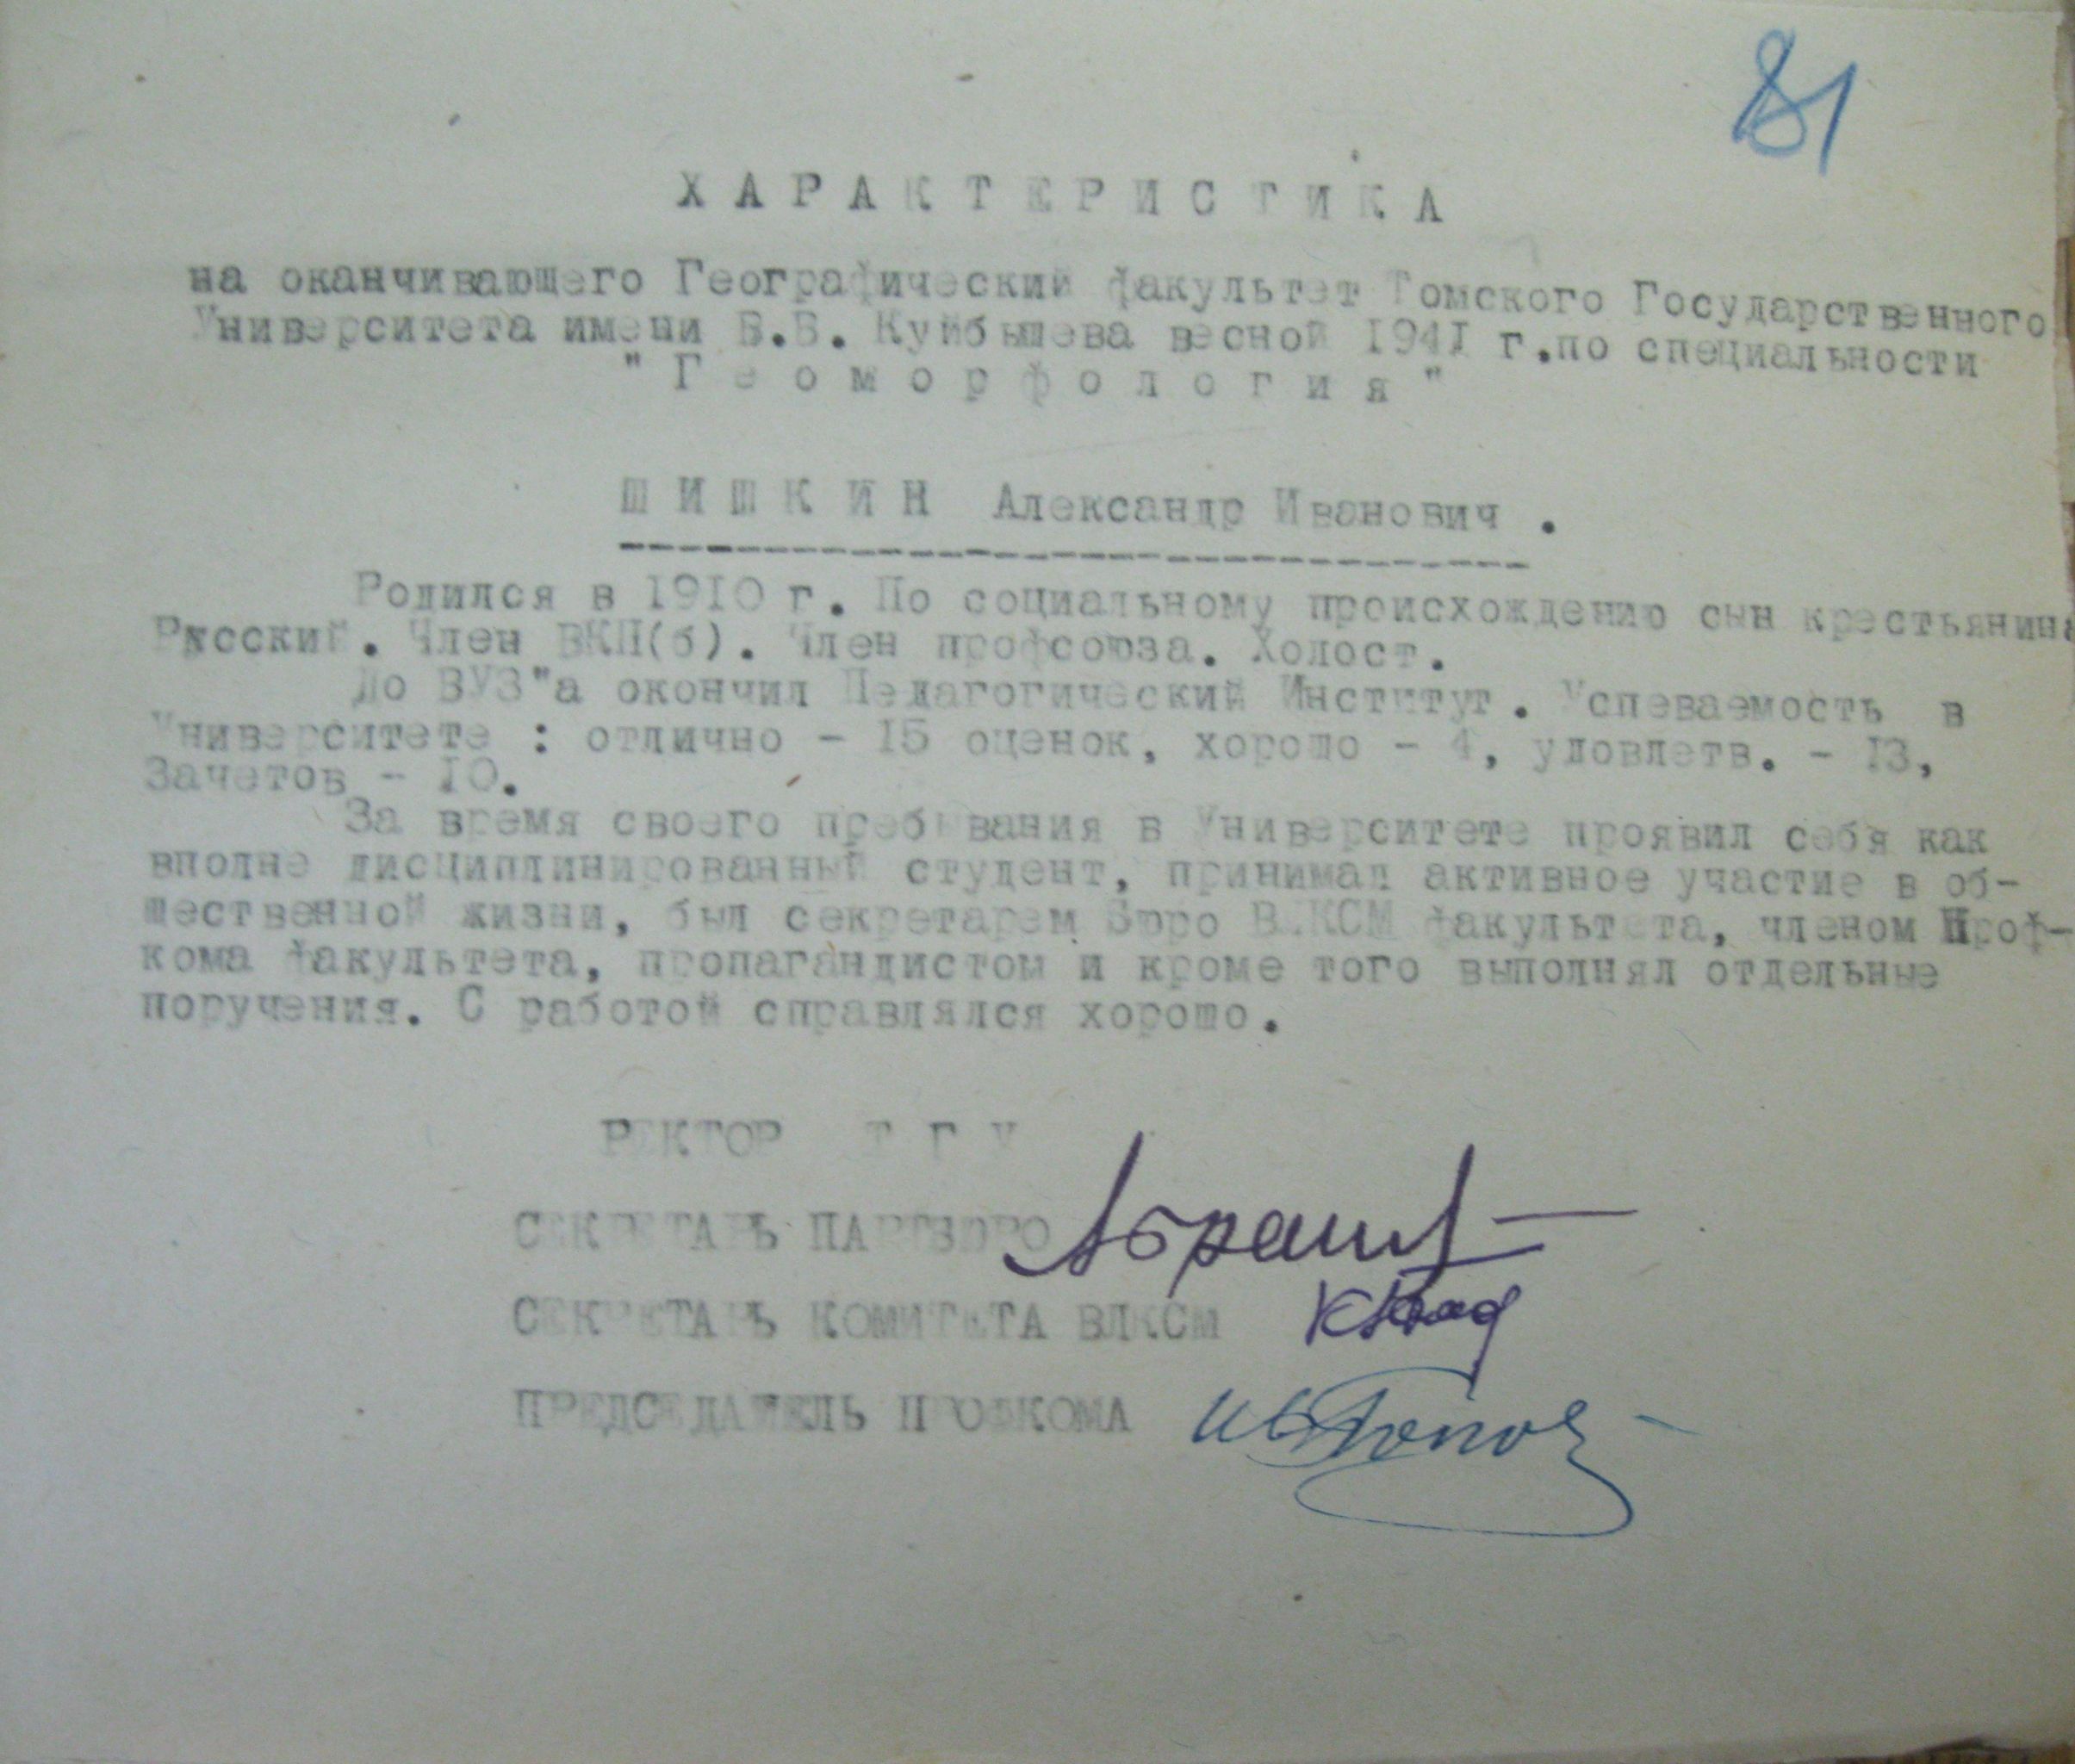 81
ХАРАКТЕРИСТИКА
на оканчивающего Географический факультет Томского Государственного
Университета имени В.В. Куйбышева весной 1941 г.по специальности
"Геоморфология"
ШИШКИН Александр Иванович .
Родился в 1910 г. По социальному происхождению сын крестьянина
Русский. Член ВКП(б). Член профсоюза. Холост.
До ВУЗ"а окончил Педагогический Институт. Успеваемость в
Университете : отлично - 15 оценок, хорошо - 4, удовлетв. - 13,
Зачетов - 10.
За время своего пребывания в Университете проявил себя как
вполне дисциплинированный студент, принимал активное участие в об-
щественной жизни, был секретарем Бюро ВЛКСМ факультета, членом Проф-
кома факультета, пропагандистом и кроме того выполнял отдельные
поручения. С работой справлялся хорошо.
РЕКТОР ТГУ
СЕКРЕТАРЬ ПАРТБЮРО
СЕКРЕТАРЬ КОМИТЕТА ВЛКСМ
ПРЕДСЕДАТЕЛЬ ПРОФКОМА